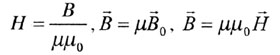 H = B / μμ₀, B⃗ = μB⃗₀, B⃗ = μμ₀H⃗